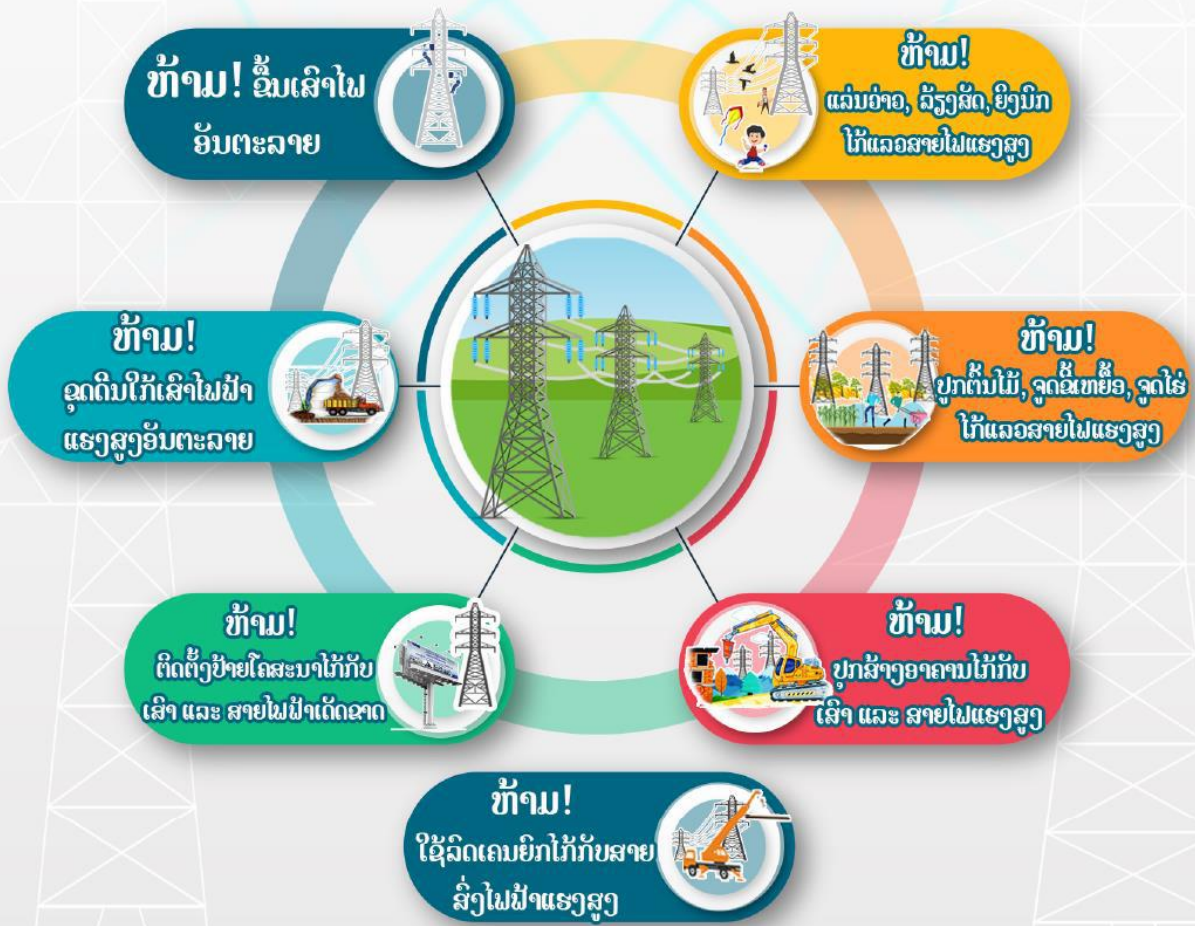 ຫ້າມ! ຂຶ້ນເສົາໄຟ
ອັນຕະລາຍ
ຫ້າມ!
ແລ່ນວ່າວ, ລ້ຽງສັດ, ຍິງນົກ
ໄກ້ແລວສາຍໄຟແຮງສູງ
ຫ້າມ!
ຂຸດດິນໃກ້ເສົາໄຟຟ້າ
ແຮງສູງອັນຕະລາຍ
ຫ້າມ!
ປູກຕົ້ນໄມ້, ຈູດຂີ້ເຫຍື້ອ, ຈູດໄຮ່
ໄກ້ແລວສາຍໄຟແຮງສູງ
ຫ້າມ!
ຕິດຕັ້ງປ້າຍໂຄສະນາໄກ້ກັບ
ເສົາ ແລະ ສາຍໄຟຟ້າເດັດຂາດ
ຫ້າມ!
ປຸກສ້າງອາຄານໄກ້ກັບ
ເສົາ ແລະ ສາຍໄຟແຮງສູງ
ຫ້າມ!
ໃຊ້ລົດເຄນຍົກໄກ້ກັບສາຍ
ສົ່ງໄຟຟ້າແຮງສູງ